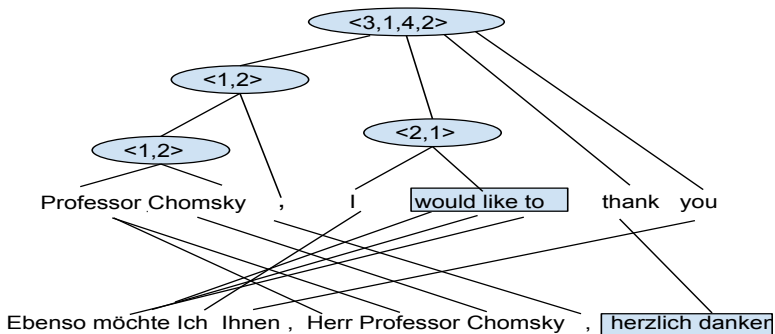 <3,1,4,2>
<1,2>
<2,1>
<1,2>
Professor Chomsky , I would like to thank you
Ebenso möchte Ich Ihnen , Herr Professor Chomsky , herzlich danken